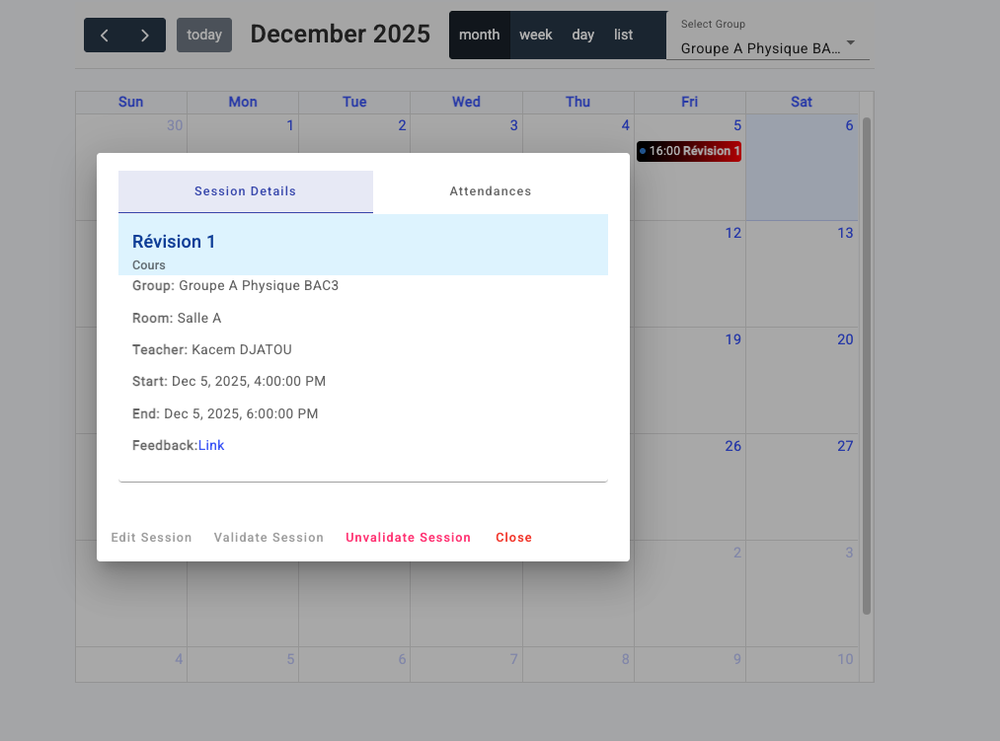 today
December 2025
month week day list
Select Group
Groupe A Physique BA...
Sun Mon Tue Wed Thu Fri Sat
30 1 2 3 4 5 6
16:00 Révision 1
Session Details
Attendances
Révision 1
Cours
Group: Groupe A Physique BAC3
Room: Salle A
Teacher: Kacem DJATOU
Start: Dec 5, 2025, 4:00:00 PM
End: Dec 5, 2025, 6:00:00 PM
Feedback:Link
Edit Session
Validate Session
Unvalidate Session
Close
12 13
19 20
26 27
2 3
4 5 6 7 8 9 10